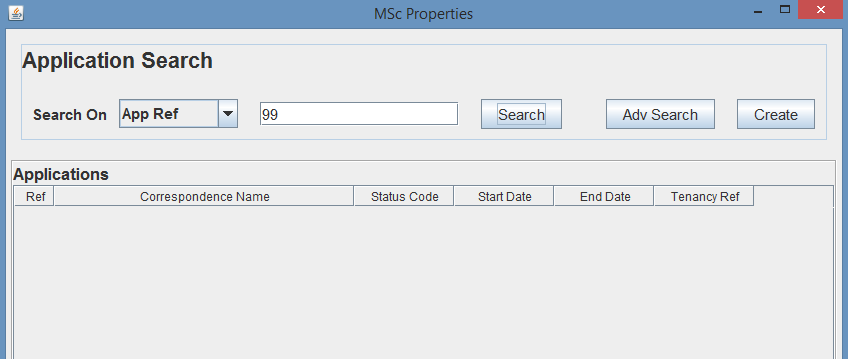 MSc Properties
Application Search
Search On App Ref 99 Search Adv Search Create
Applications
Ref Correspondence Name Status Code Start Date End Date Tenancy Ref